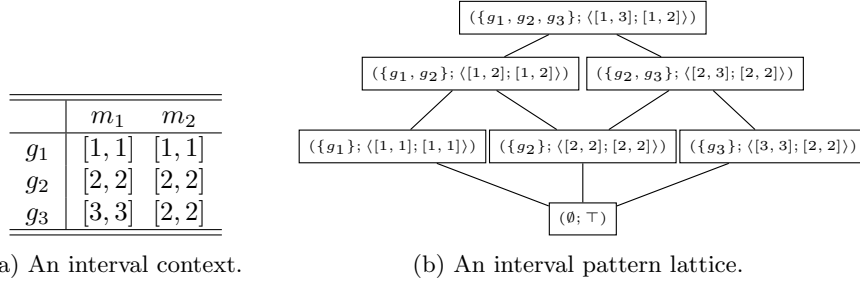 m₁ m₂
g₁ [1, 1] [1, 1]
g₂ [2, 2] [2, 2]
g₃ [3, 3] [2, 2]
a) An interval context.
({g₁, g₂, g₃}; ⟨[1, 3]; [1, 2]⟩)
({g₁, g₂}; ⟨[1, 2]; [1, 2]⟩) ({g₂, g₃}; ⟨[2, 3]; [2, 2]⟩)
({g₁}; ⟨[1, 1]; [1, 1]⟩) ({g₂}; ⟨[2, 2]; [2, 2]⟩) ({g₃}; ⟨[3, 3]; [2, 2]⟩)
(∅; ⊤)
(b) An interval pattern lattice.